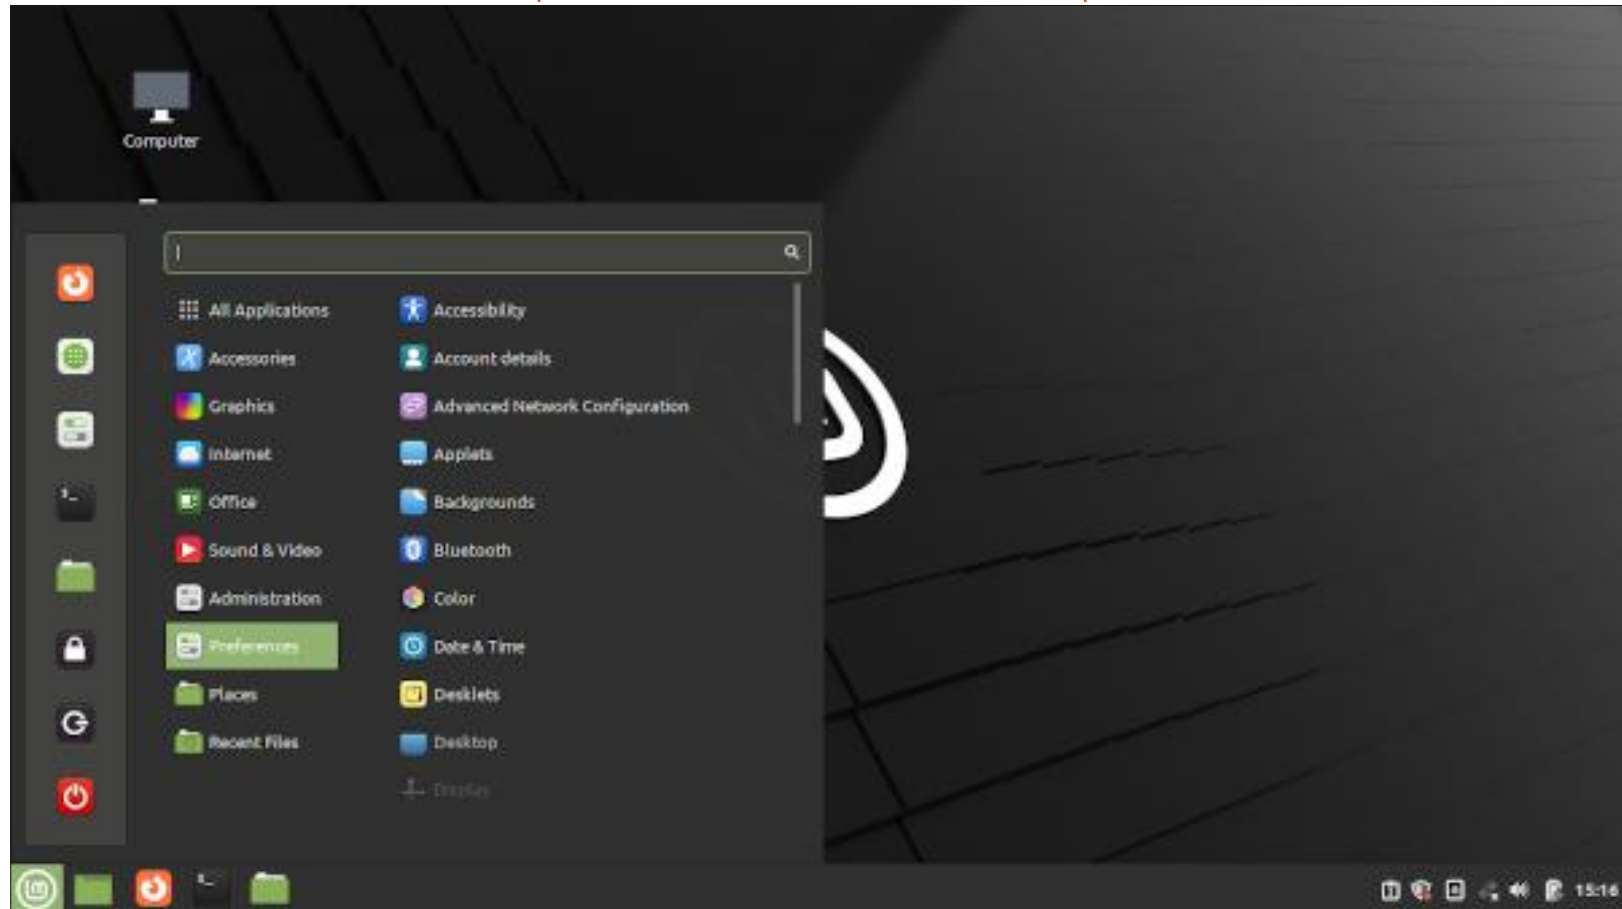 Computer
All Applications
Accessories
Graphics
Internet
Office
Sound & Video
Administration
Preferences
Places
Recent Files
Accessibility
Account details
Advanced Network Configuration
Applets
Backgrounds
Bluetooth
Color
Date & Time
Desklets
Desktop
Display
15:16